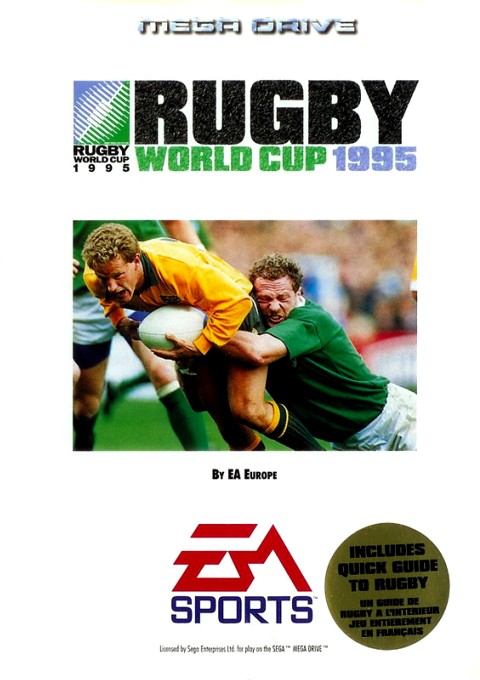 MEGA DRIVE
RUGBY
WORLD CUP 1995
RUGBY
WORLD CUP
1995
BY EA EUROPE
EA
SPORTS™
INCLUDES
QUICK GUIDE
TO RUGBY
UN GUIDE DE
RUGBY A L'INTERIEUR
JEU ENTIEREMENT
EN FRANÇAIS
Licensed by Sega Enterprises Ltd. for play on the SEGA™ MEGA DRIVE™